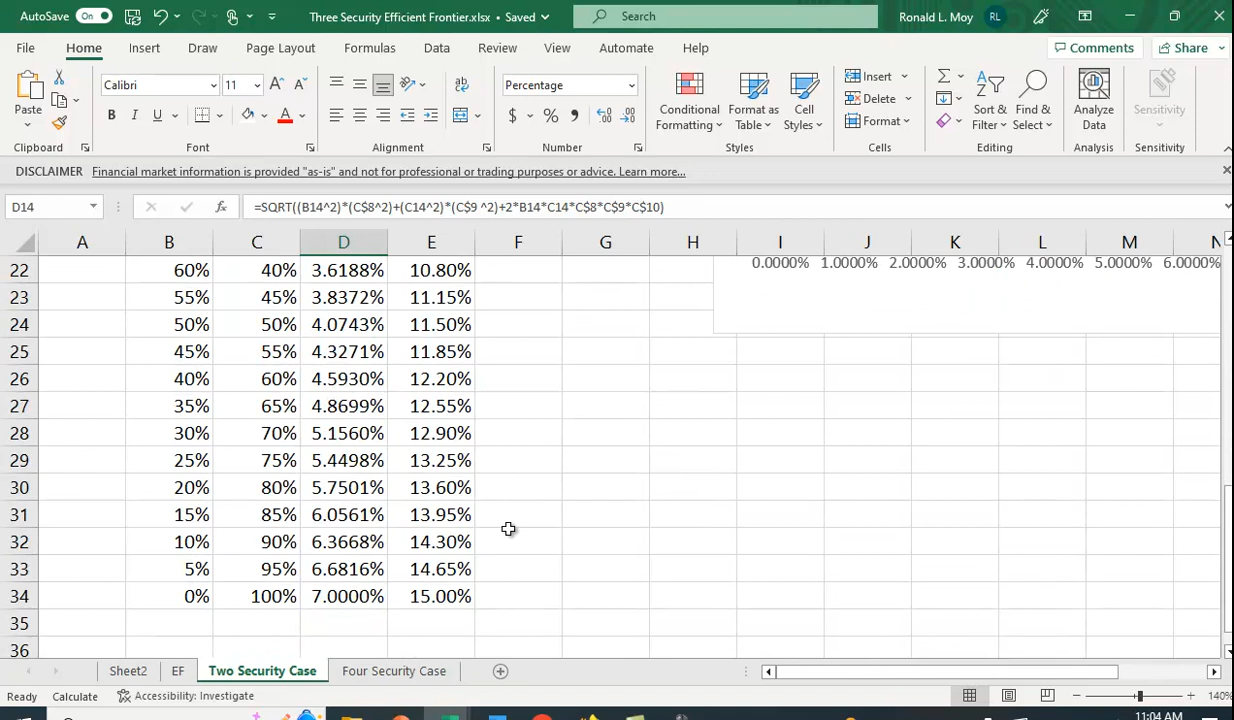 AutoSave On Three Security Efficient Frontier.xlsx • Saved Search Ronald L. Moy RL
File Home Insert Draw Page Layout Formulas Data Review View Automate Help Comments Share
Paste Calibri 11 A A ab Percentage Conditional Formatting Format as Table Cell Styles Insert Delete Format Sort & Filter Find & Select Analyze Data Sensitivity
B I U A $ % 9
Clipboard Font Alignment Number Styles Cells Editing Analysis Sensitivity
DISCLAIMER Financial market information is provided "as-is" and not for professional or trading purposes or advice. Learn more...
D14 fx =SQRT((B14^2)*(C$8^2)+(C14^2)*(C$9 ^2)+2*B14*C14*C$8*C$9*C$10)
A B C D E F G H I J K L M N
22 60% 40% 3.6188% 10.80% 0.0000% 1.0000% 2.0000% 3.0000% 4.0000% 5.0000% 6.0000%
23 55% 45% 3.8372% 11.15%
24 50% 50% 4.0743% 11.50%
25 45% 55% 4.3271% 11.85%
26 40% 60% 4.5930% 12.20%
27 35% 65% 4.8699% 12.55%
28 30% 70% 5.1560% 12.90%
29 25% 75% 5.4498% 13.25%
30 20% 80% 5.7501% 13.60%
31 15% 85% 6.0561% 13.95%
32 10% 90% 6.3668% 14.30%
33 5% 95% 6.6816% 14.65%
34 0% 100% 7.0000% 15.00%
35
36
Sheet2 EF Two Security Case Four Security Case
Ready Calculate Accessibility: Investigate 140%
11:04 AM